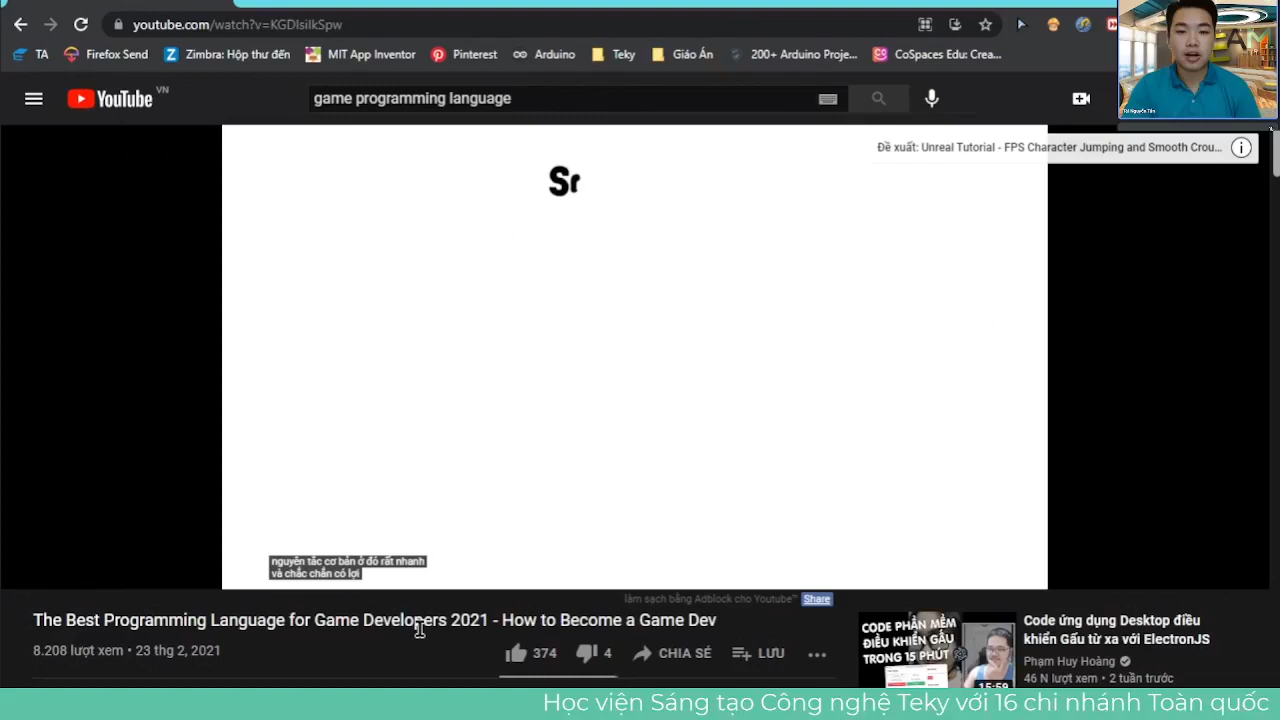 youtube.com/watch?v=KGDIsiIkSpw
TA Firefox Send Zimbra: Hộp thư đến MIT App Inventor Pinterest Arduino Teky Giáo Án 200+ Arduino Proje... CoSpaces Edu: Crea...
YouTube VN
game programming language
Đề xuất: Unreal Tutorial - FPS Character Jumping and Smooth Crou...
Sr
nguyên tắc cơ bản ở đó rất nhanh
và chắc chắn có lợi
làm sạch bằng Adblock cho Youtube™ Share
The Best Programming Language for Game Developers 2021 - How to Become a Game Dev
8.208 lượt xem • 23 thg 2, 2021
374 4 CHIA SẺ LƯU
CODE PHẦN MỀM
ĐIỀU KHIỂN GẤU
TRONG 15 PHÚT
15:59
Code ứng dụng Desktop điều
khiển Gấu từ xa với ElectronJS
Phạm Huy Hoàng
46 N lượt xem • 2 tuần trước
Học viện Sáng tạo Công nghệ Teky với 16 chi nhánh Toàn quốc